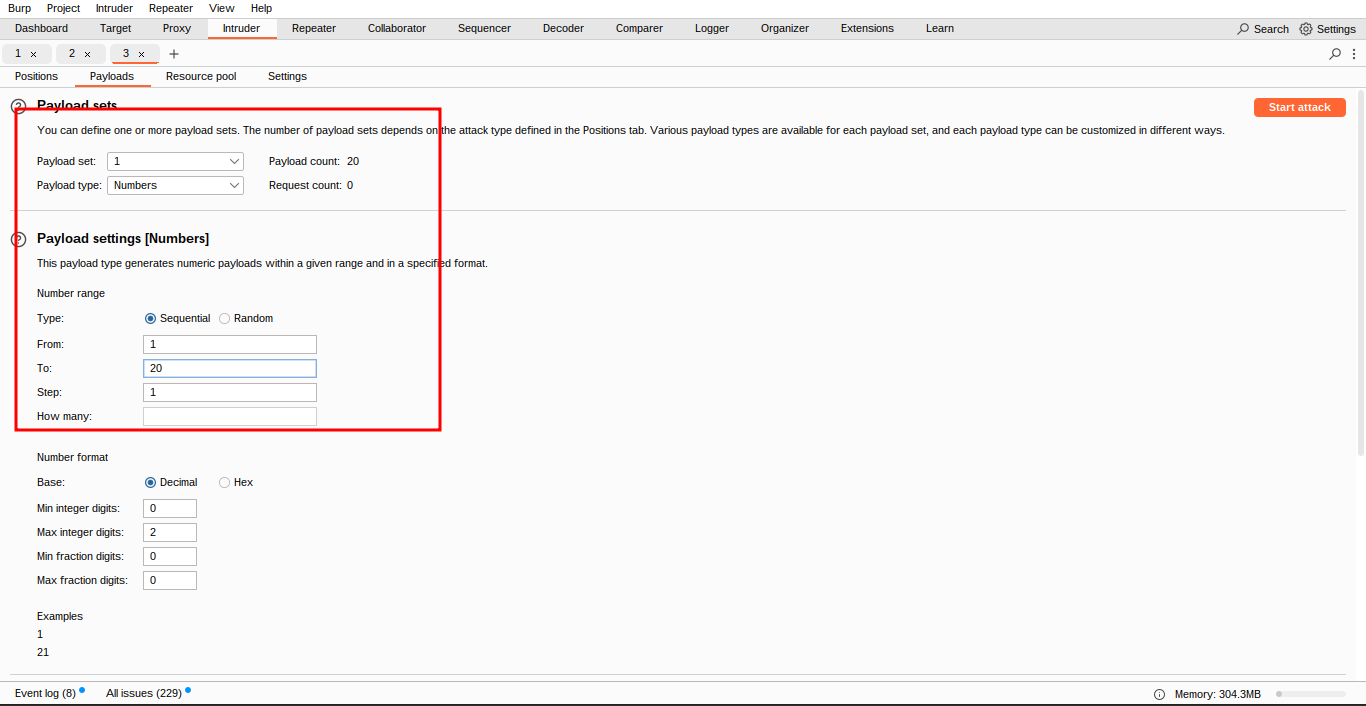 Burp Project Intruder Repeater View Help
Dashboard Target Proxy Intruder Repeater Collaborator Sequencer Decoder Comparer Logger Organizer Extensions Learn Search Settings
1 × 2 × 3 × +
Positions Payloads Resource pool Settings
? Payload sets Start attack
You can define one or more payload sets. The number of payload sets depends on the attack type defined in the Positions tab. Various payload types are available for each payload set, and each payload type can be customized in different ways.
Payload set: 1 Payload count: 20
Payload type: Numbers Request count: 0
? Payload settings [Numbers]
This payload type generates numeric payloads within a given range and in a specified format.
Number range
Type: Sequential Random
From: 1
To: 20
Step: 1
How many:
Number format
Base: Decimal Hex
Min integer digits: 0
Max integer digits: 2
Min fraction digits: 0
Max fraction digits: 0
Examples
1
21
Event log (8) All issues (229) Memory: 304.3MB